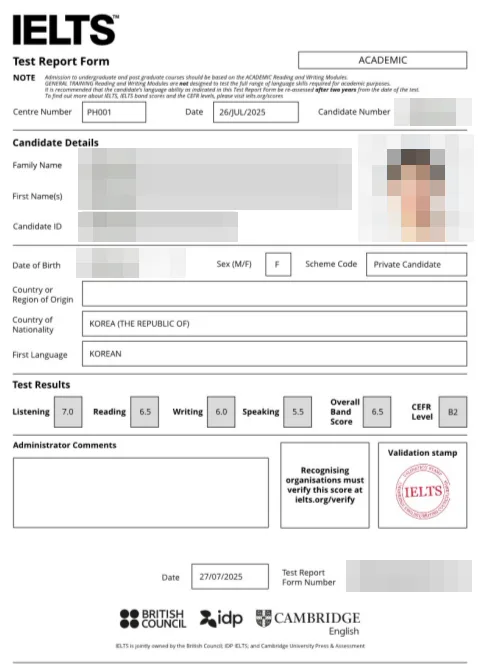 IELTS™
Test Report Form
ACADEMIC
NOTE Admission to undergraduate and post graduate courses should be based on the ACADEMIC Reading and Writing Modules.
GENERAL TRAINING Reading and Writing Modules are not designed to test the full range of language skills required for academic purposes.
It is recommended that the candidate's language ability as indicated in this Test Report Form be re-assessed after two years from the date of the test.
To find out more about IELTS, IELTS band scores and the CEFR levels, please visit ielts.org/scores
Centre Number PH001 Date 26/JUL/2025 Candidate Number
Candidate Details
Family Name
First Name(s)
Candidate ID
Date of Birth Sex (M/F) F Scheme Code Private Candidate
Country or
Region of Origin
Country of
Nationality
KOREA (THE REPUBLIC OF)
First Language KOREAN
Test Results
Listening 7.0 Reading 6.5 Writing 6.0 Speaking 5.5
Overall
Band
Score
6.5
CEFR
Level
B2
Administrator Comments
Recognising
organisations must
verify this score at
ielts.org/verify
Validation stamp
IELTS
Date 27/07/2025
Test Report
Form Number
BRITISH
COUNCIL
idp
CAMBRIDGE
English
IELTS is jointly owned by the British Council; IDP IELTS; and Cambridge University Press & Assessment